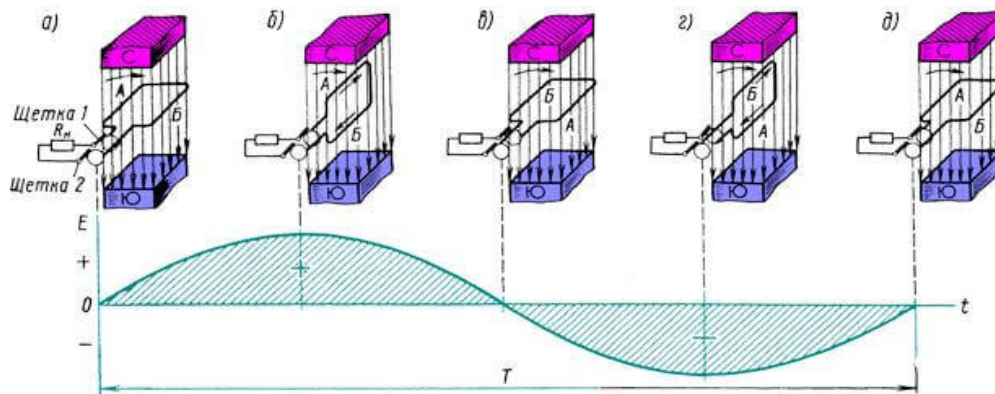 а) б) в) г) д)
С С С С С
А А Б Б А
Щетка 1 Б Б А А Б
Rн
Щетка 2
Ю Ю Ю Ю Ю
E
+ +
0 t
− −
T